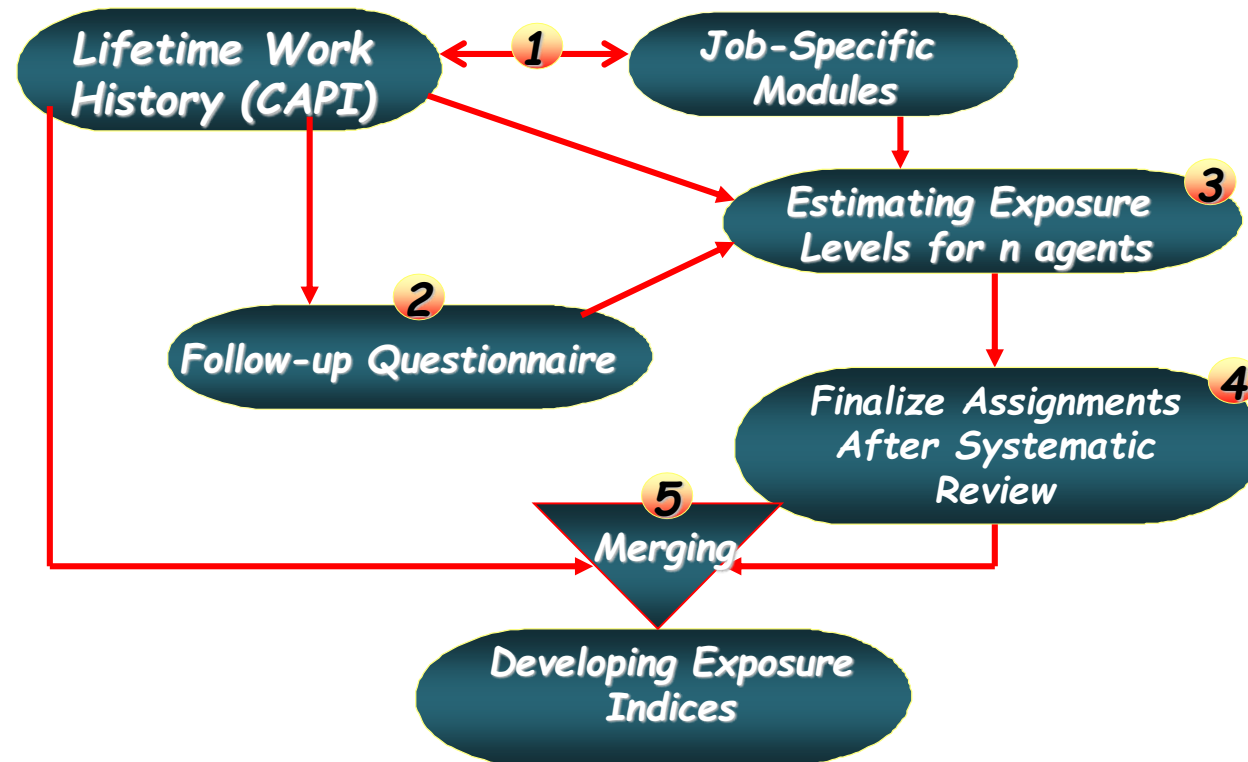 Lifetime Work
History (CAPI)
1
Job-Specific
Modules
Estimating Exposure
Levels for n agents
3
2
Follow-up Questionnaire
Finalize Assignments
After Systematic
Review
4
5
Merging
Developing Exposure
Indices